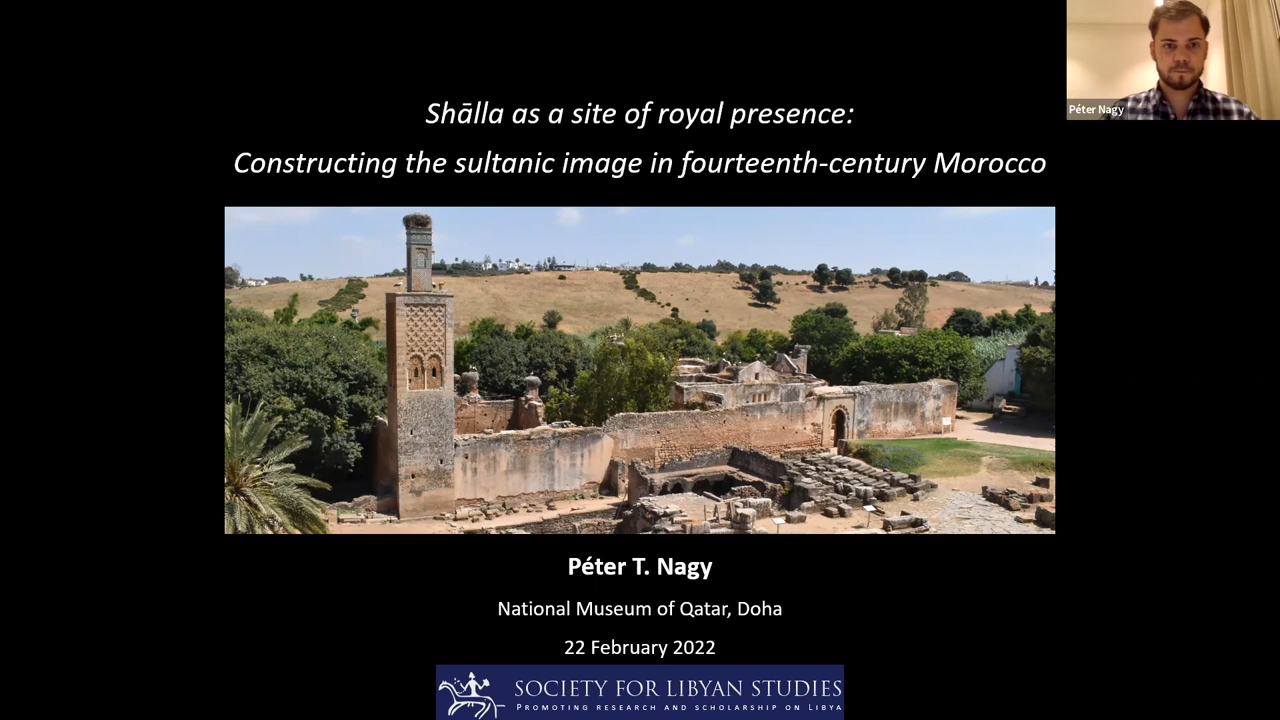 Péter Nagy
Shālla as a site of royal presence:
Constructing the sultanic image in fourteenth-century Morocco
Péter T. Nagy
National Museum of Qatar, Doha
22 February 2022
SOCIETY FOR LIBYAN STUDIES
PROMOTING RESEARCH AND SCHOLARSHIP ON LIBYA